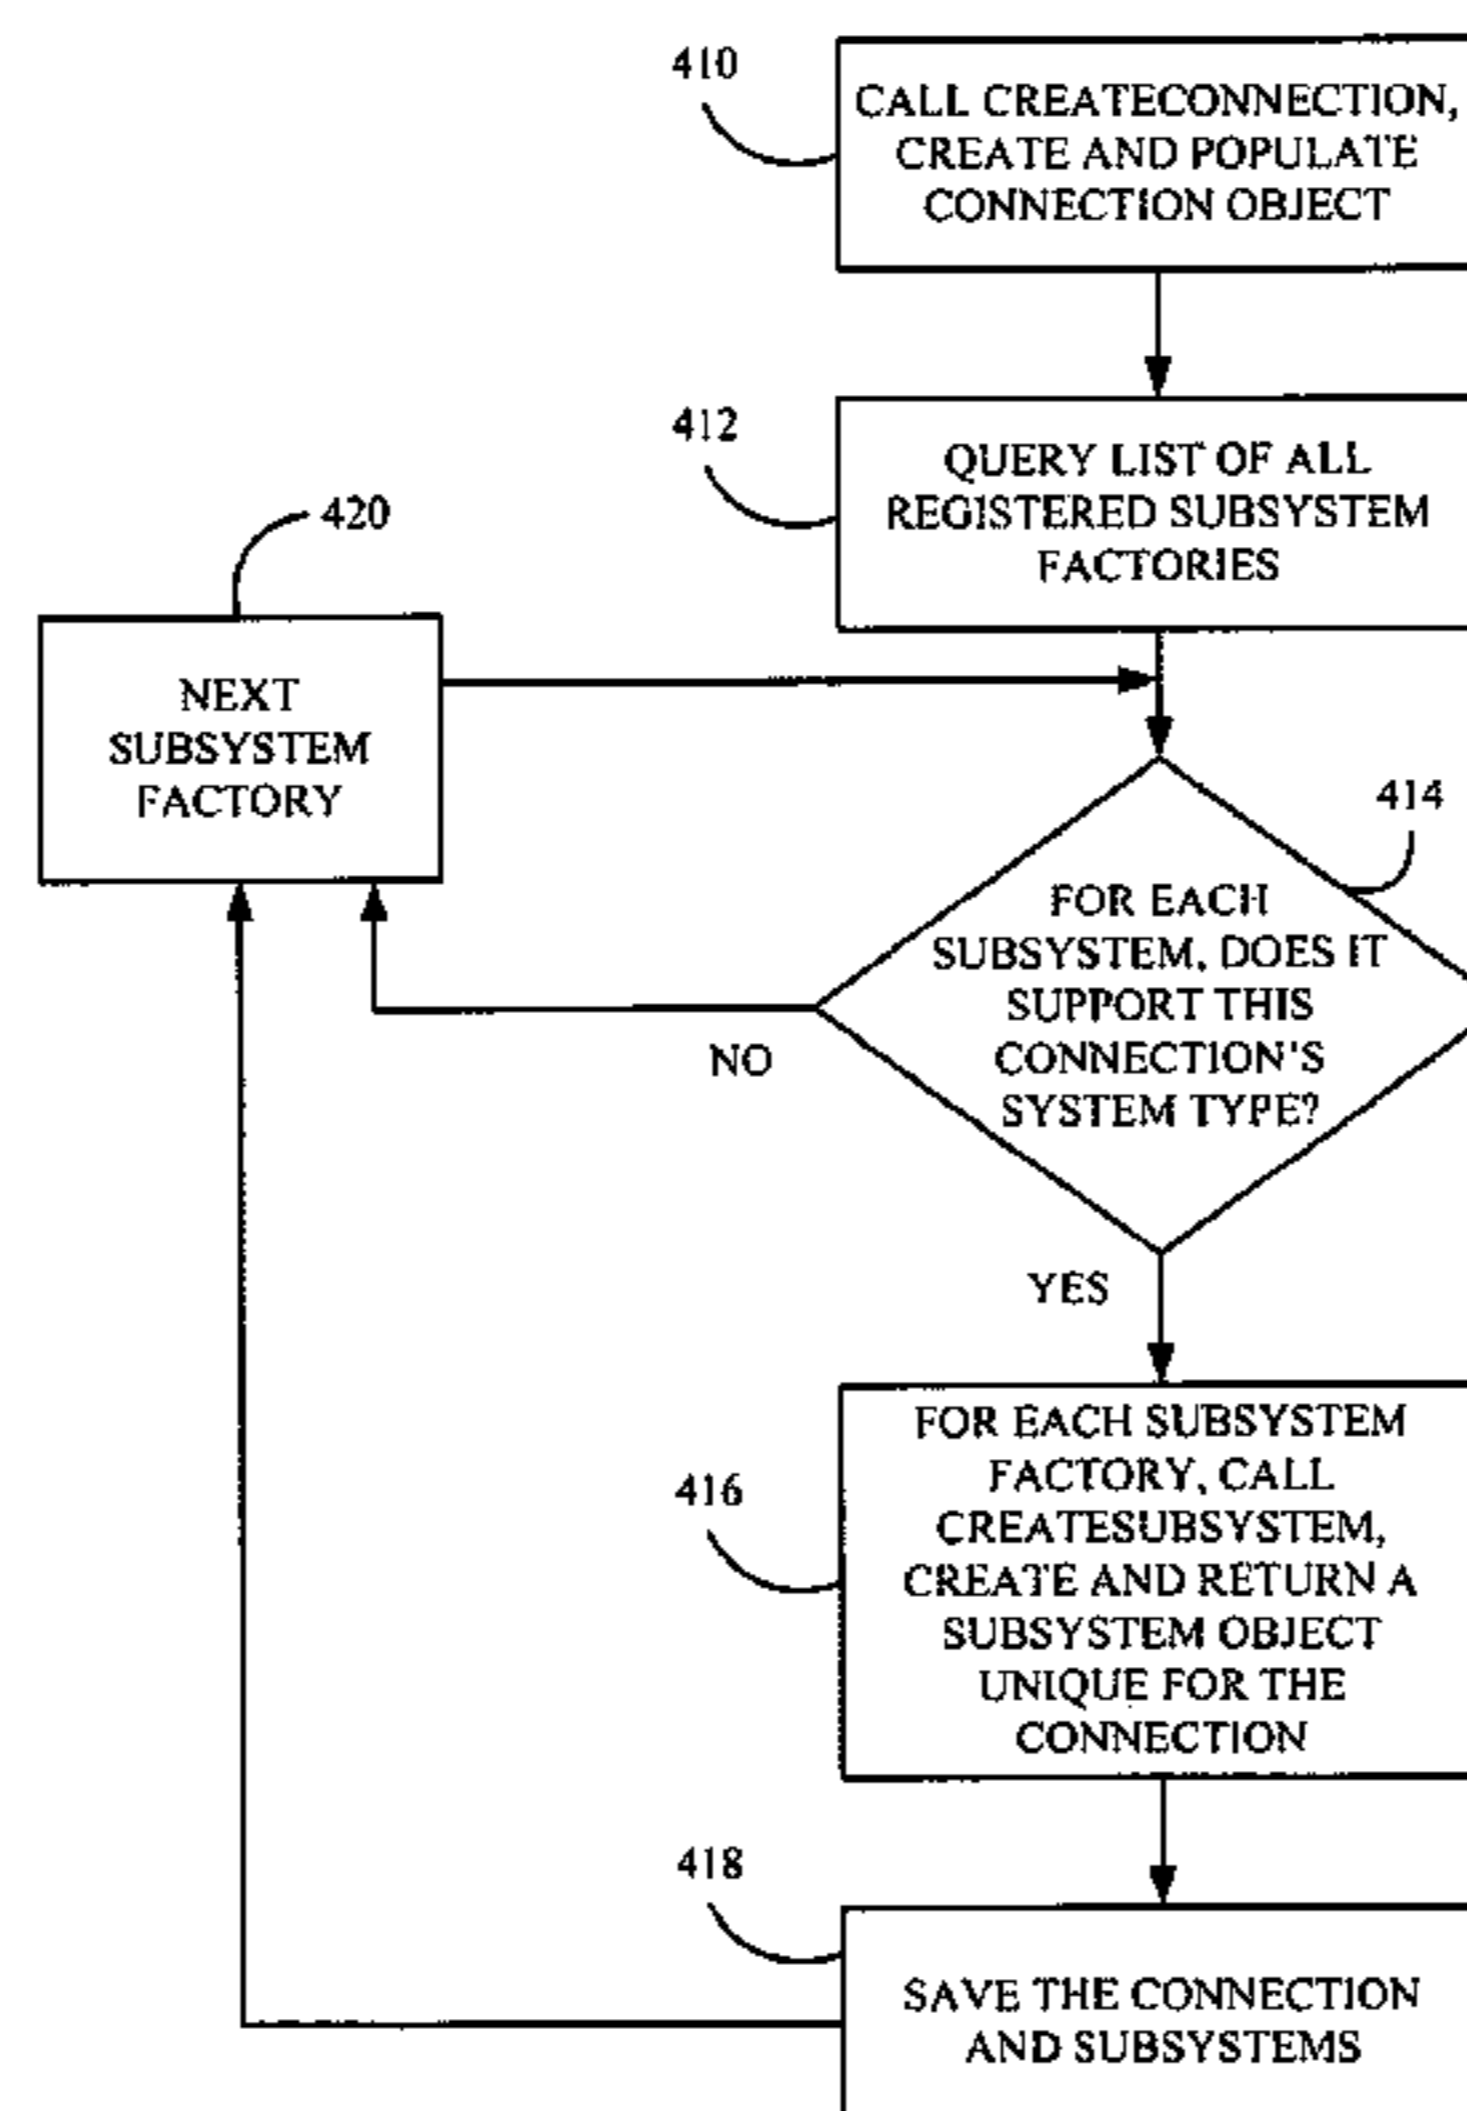 410
CALL CREATECONNECTION,
CREATE AND POPULATE
CONNECTION OBJECT
412
QUERY LIST OF ALL
REGISTERED SUBSYSTEM
FACTORIES
420
NEXT
SUBSYSTEM
FACTORY
414
FOR EACH
SUBSYSTEM, DOES IT
SUPPORT THIS
CONNECTION'S
SYSTEM TYPE?
NO
YES
416
FOR EACH SUBSYSTEM
FACTORY, CALL
CREATESUBSYSTEM,
CREATE AND RETURN A
SUBSYSTEM OBJECT
UNIQUE FOR THE
CONNECTION
418
SAVE THE CONNECTION
AND SUBSYSTEMS